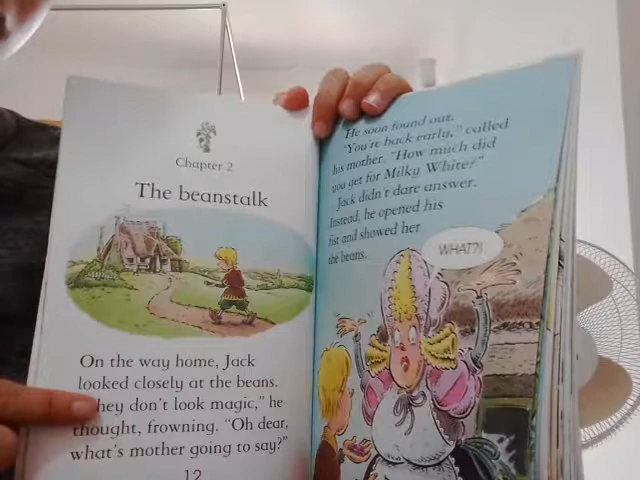 Chapter 2
The beanstalk
On the way home, Jack
looked closely at the beans.
hey don't look magic," he
thought, frowning. "Oh dear,
what's mother going to say?"
12
He soon found out.
"You're back early," called
his mother. "How much did
you get for Milky White?"
Jack didn't dare answer.
Instead, he opened his
fist and showed her
the beans.
WHAT?!